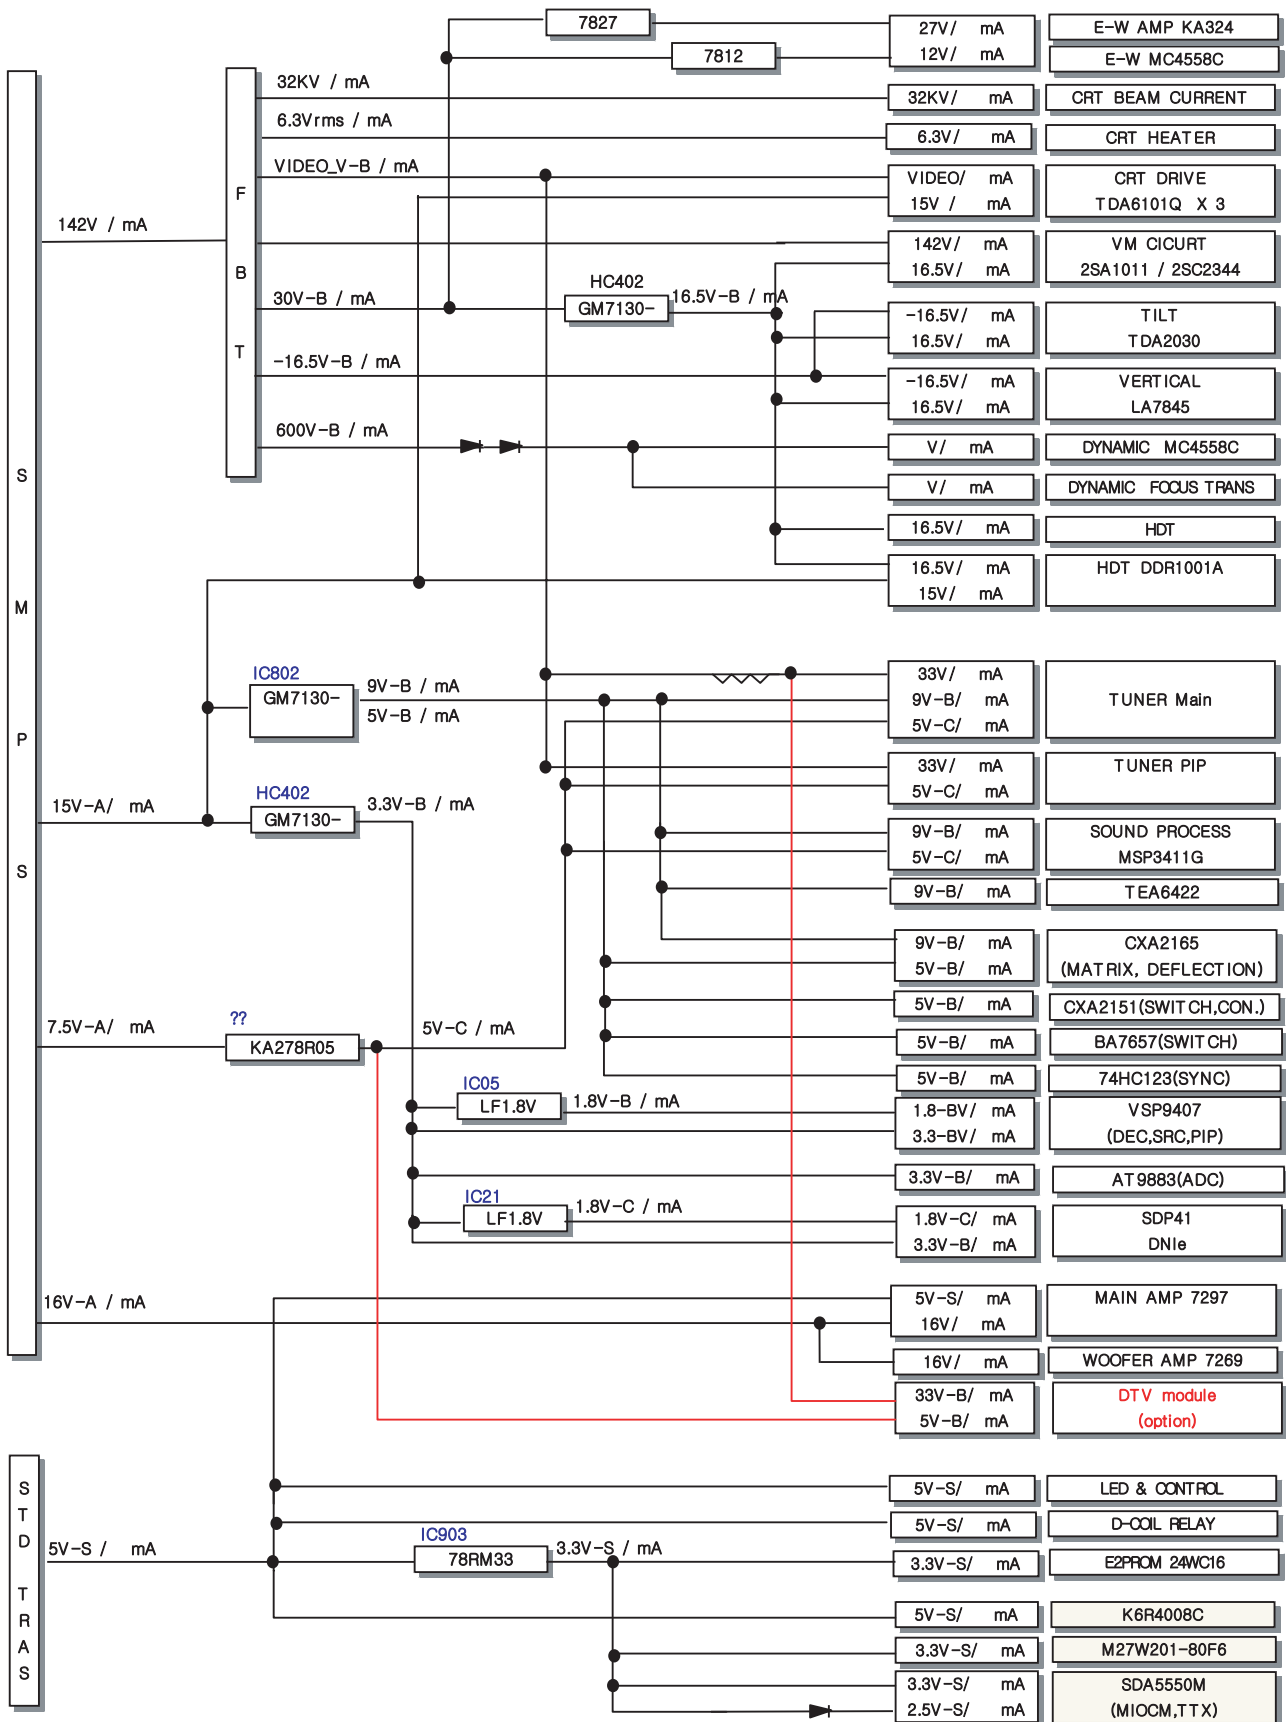 7827
27V/ mA
E-W AMP KA324
7812
12V/ mA
E-W MC4558C
32KV / mA
32KV/ mA
CRT BEAM CURRENT
6.3Vrms / mA
6.3V/ mA
CRT HEATER
VIDEO_V-B / mA
VIDEO/ mA
CRT DRIVE
15V / mA
TDA6101Q X 3
F
B
T
142V / mA
142V/ mA
VM CICURT
16.5V/ mA
2SA1011 / 2SC2344
30V-B / mA
HC402
GM7130-
16.5V-B / mA
-16.5V/ mA
TILT
16.5V/ mA
TDA2030
-16.5V-B / mA
-16.5V/ mA
VERTICAL
16.5V/ mA
LA7845
600V-B / mA
V/ mA
DYNAMIC MC4558C
V/ mA
DYNAMIC FOCUS TRANS
16.5V/ mA
HDT
16.5V/ mA
HDT DDR1001A
15V/ mA
S
M
P
S
IC802
GM7130-
9V-B / mA
5V-B / mA
33V/ mA
9V-B/ mA
TUNER Main
5V-C/ mA
33V/ mA
TUNER PIP
5V-C/ mA
15V-A/ mA
HC402
GM7130-
3.3V-B / mA
9V-B/ mA
SOUND PROCESS
5V-C/ mA
MSP3411G
9V-B/ mA
TEA6422
9V-B/ mA
CXA2165
5V-B/ mA
(MATRIX, DEFLECTION)
5V-B/ mA
CXA2151(SWITCH,CON.)
7.5V-A/ mA
??
KA278R05
5V-C / mA
5V-B/ mA
BA7657(SWITCH)
5V-B/ mA
74HC123(SYNC)
IC05
LF1.8V
1.8V-B / mA
1.8-BV/ mA
VSP9407
3.3-BV/ mA
(DEC,SRC,PIP)
3.3V-B/ mA
AT9883(ADC)
IC21
LF1.8V
1.8V-C / mA
1.8V-C/ mA
SDP41
3.3V-B/ mA
DNIe
16V-A / mA
5V-S/ mA
MAIN AMP 7297
16V/ mA
16V/ mA
WOOFER AMP 7269
33V-B/ mA
DTV module
5V-B/ mA
(option)
S
T
D
T
R
A
S
5V-S/ mA
LED & CONTROL
5V-S/ mA
D-COIL RELAY
5V-S / mA
IC903
78RM33
3.3V-S / mA
3.3V-S/ mA
E2PROM 24WC16
5V-S/ mA
K6R4008C
3.3V-S/ mA
M27W201-80F6
3.3V-S/ mA
SDA5550M
2.5V-S/ mA
(MIOCM,TTX)